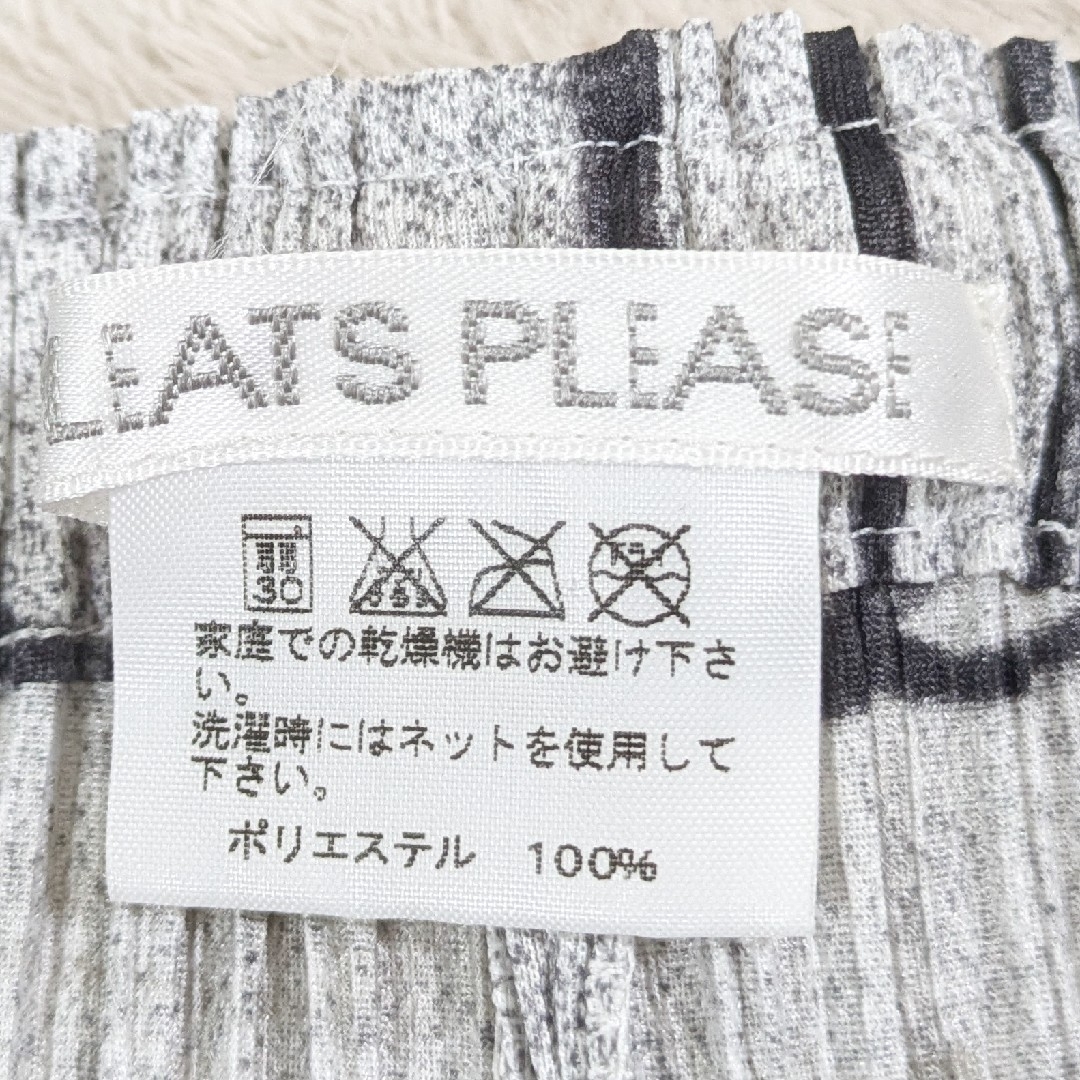 LEATS PLEASE
30
家庭での乾燥機はお避け下さ
い。
洗濯時にはネットを使用して
下さい。
ポリエステル 100%